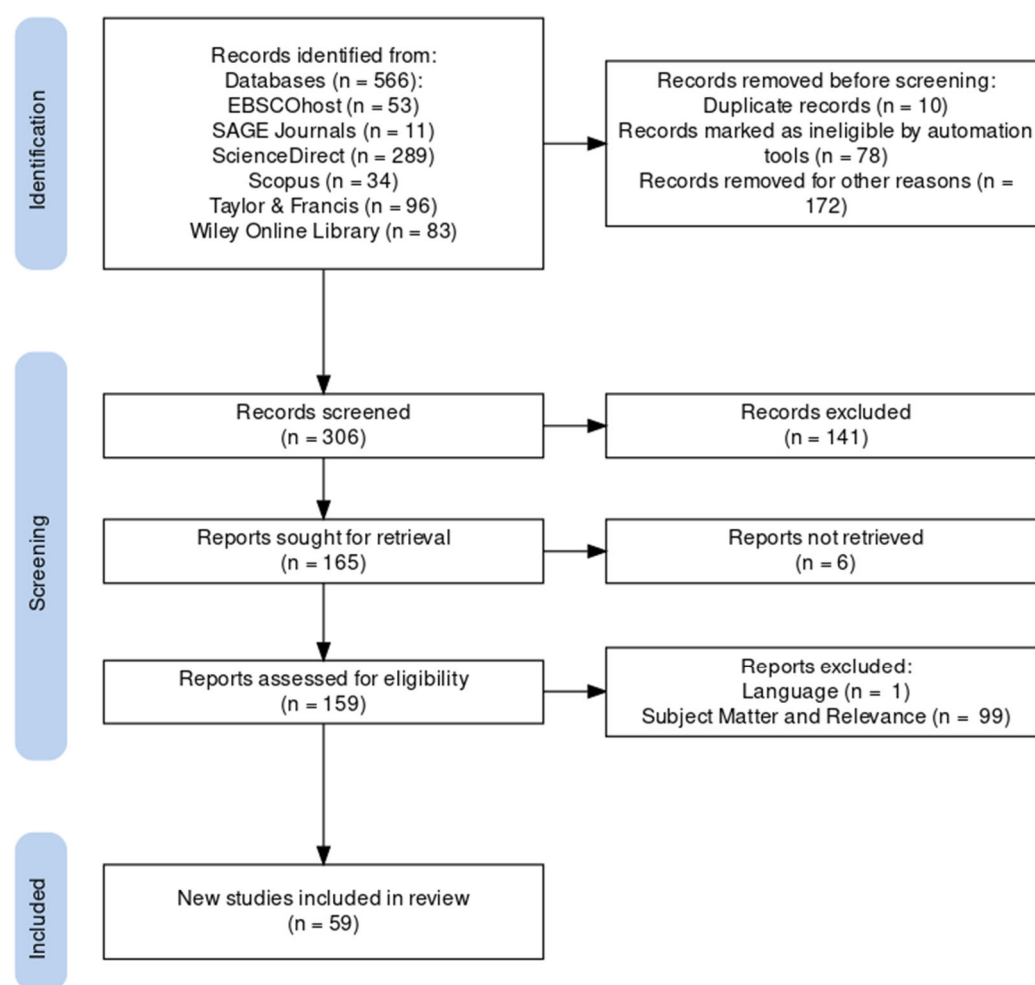 Identification
Records identified from:
Databases (n = 566):
EBSCOhost (n = 53)
SAGE Journals (n = 11)
ScienceDirect (n = 289)
Scopus (n = 34)
Taylor & Francis (n = 96)
Wiley Online Library (n = 83)
Records removed before screening:
Duplicate records (n = 10)
Records marked as ineligible by automation
tools (n = 78)
Records removed for other reasons (n =
172)
Screening
Records screened
(n = 306)
Records excluded
(n = 141)
Reports sought for retrieval
(n = 165)
Reports not retrieved
(n = 6)
Reports assessed for eligibility
(n = 159)
Reports excluded:
Language (n = 1)
Subject Matter and Relevance (n = 99)
Included
New studies included in review
(n = 59)